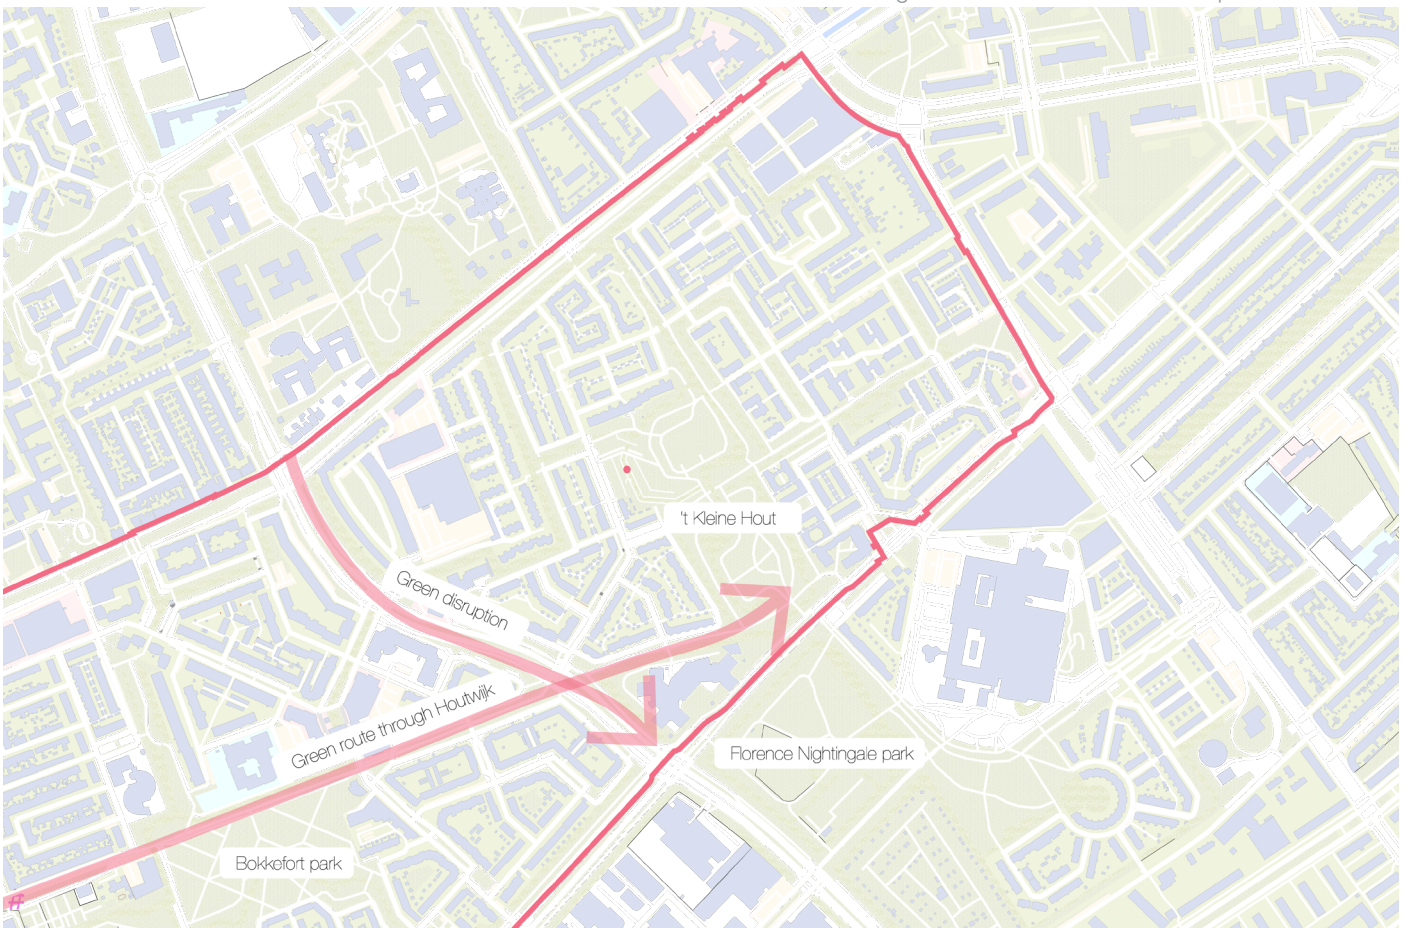 't Kleine Hout
Green disruption
Green route through Houtwijk
Florence Nightingale park
Bokkefort park
#